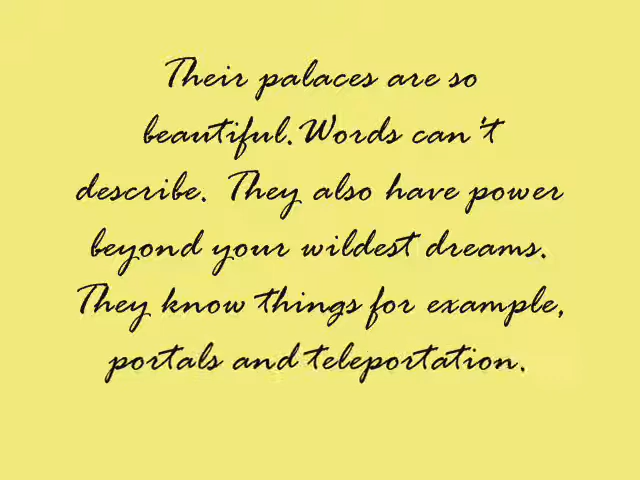 Their palaces are so
beautiful. Words can't
describe. They also have power
beyond your wildest dreams.
They know things for example,
portals and teleportation.